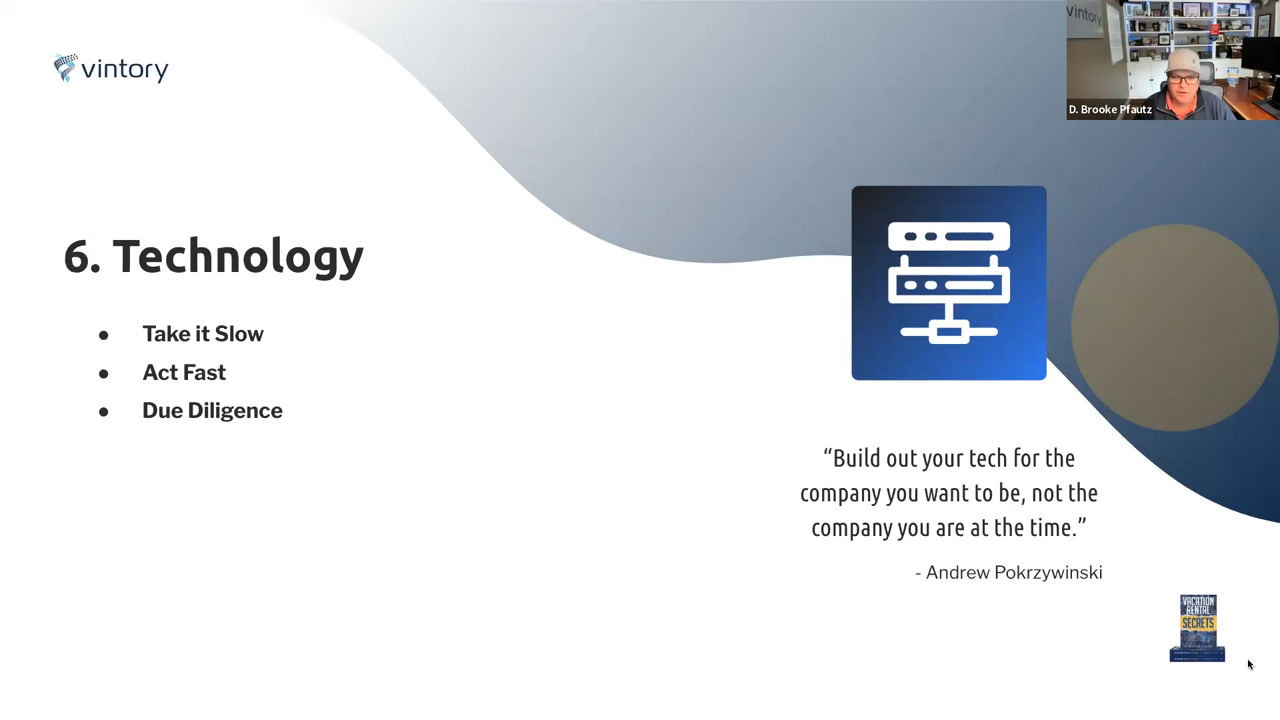 vintory
vintory
D. Brooke Pfautz
6. Technology
● Take it Slow
● Act Fast
● Due Diligence
“Build out your tech for the
company you want to be, not the
company you are at the time.”
- Andrew Pokrzywinski
VACATION
RENTAL
SECRETS